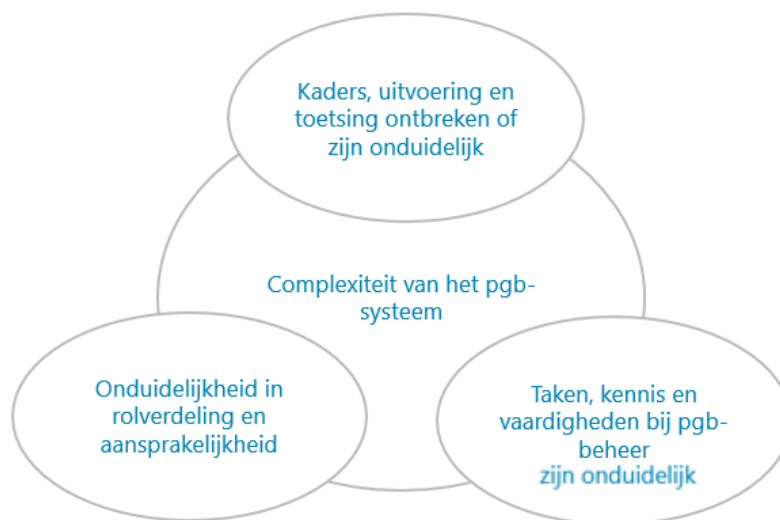 Kaders, uitvoering en
toetsing ontbreken of
zijn onduidelijk
Complexiteit van het pgb-
systeem
Onduidelijkheid in
rolverdeling en
aansprakelijkheid
Taken, kennis en
vaardigheden bij pgb-
beheer
zijn onduidelijk